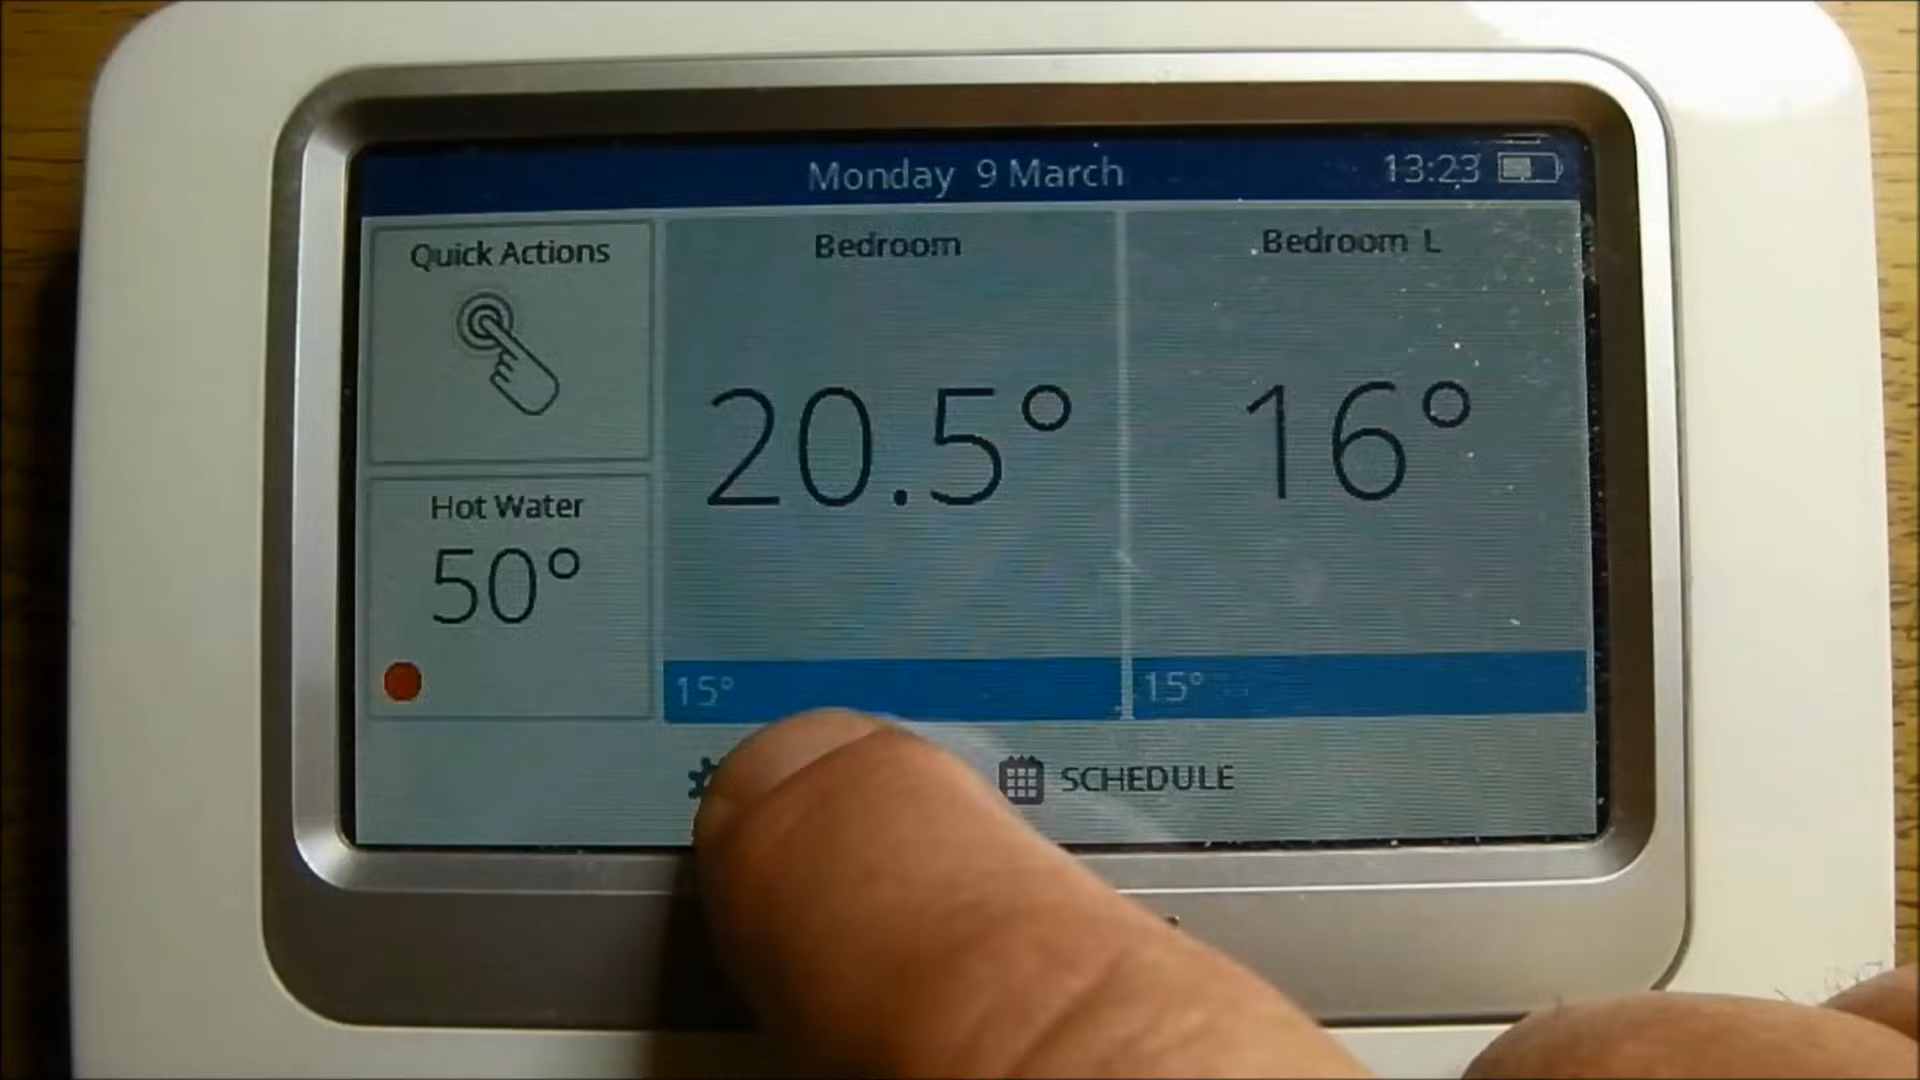 Monday 9 March
13:23
Quick Actions
Hot Water
50°
Bedroom
20.5°
15°
Bedroom L
16°
15°
SCHEDULE